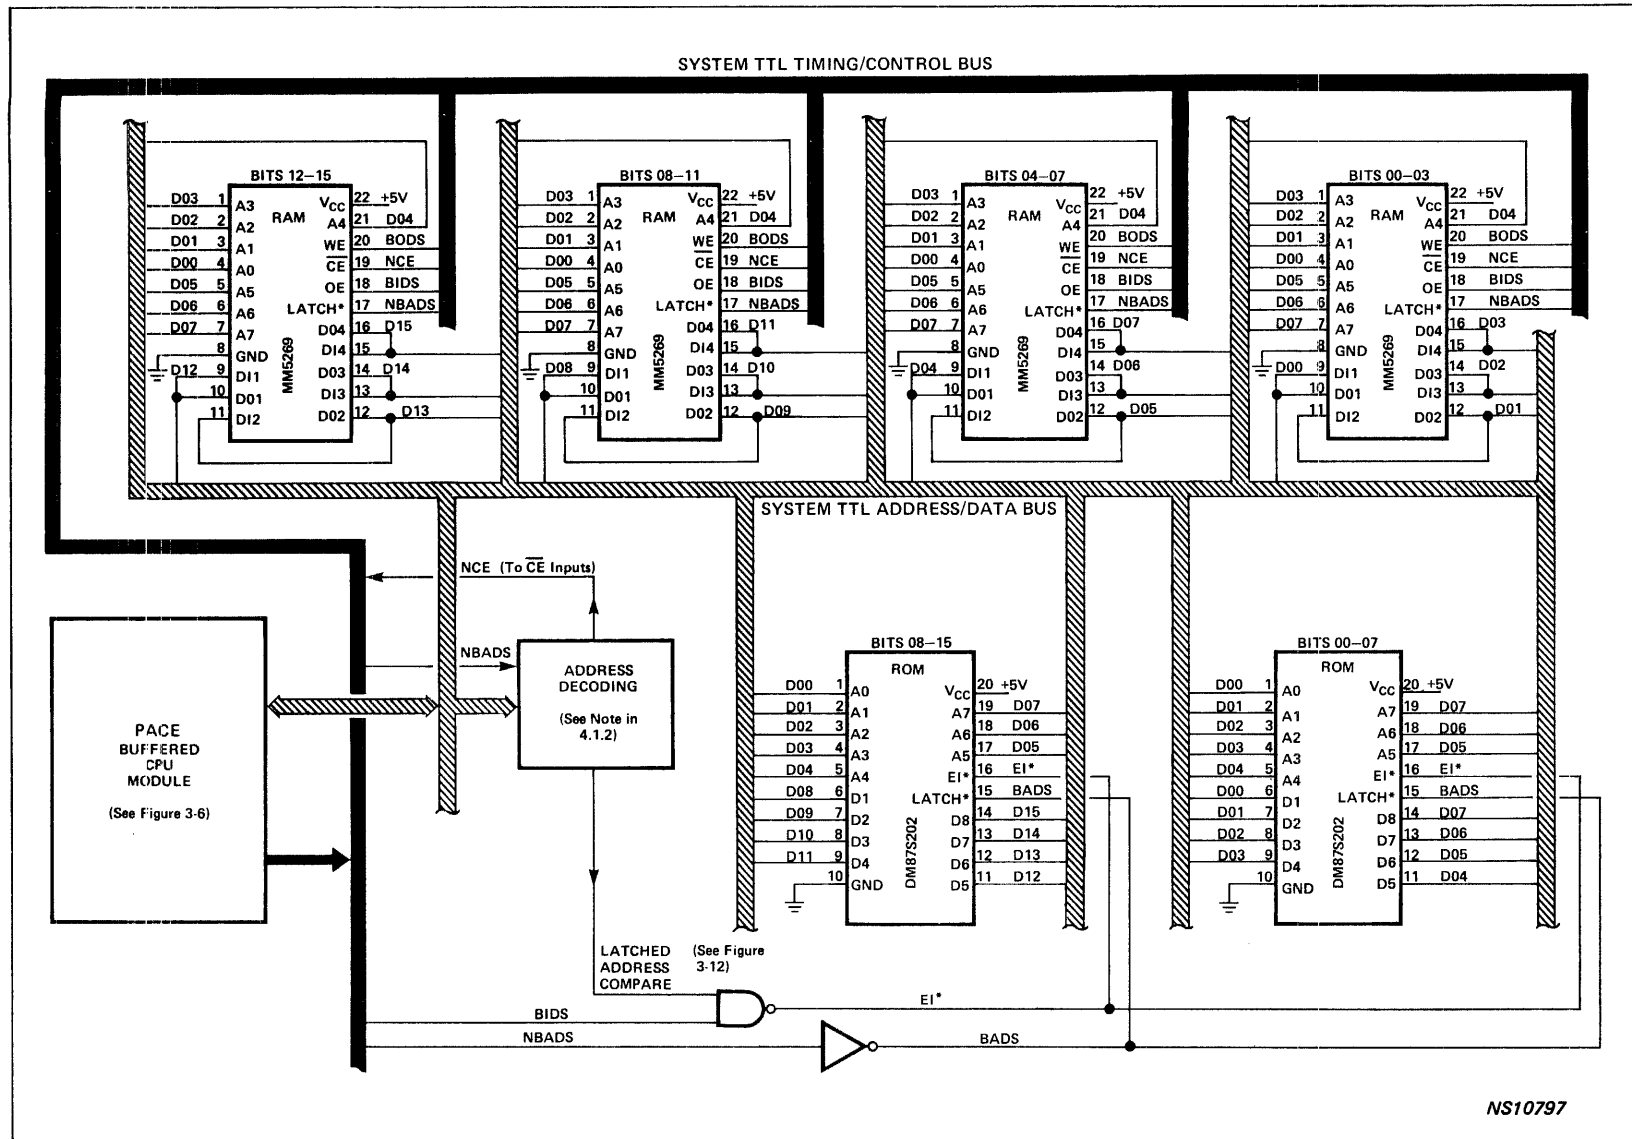 SYSTEM TTL TIMING/CONTROL BUS
BITS 12–15
D03 1 A3
D02 2 A2
D01 3 A1
D00 4 A0
D05 5 A5
D06 6 A6
D07 7 A7
8 GND
D12 9 DI1
10 D01
11 DI2
RAM
MM5269
VCC 22 +5V
A4 21 D04
WE 20 BODS
CE 19 NCE
OE 18 BIDS
LATCH* 17 NBADS
D04 16 D15
DI4 15
D03 14 D14
DI3 13
D02 12 D13
BITS 08–11
D03 1 A3
D02 2 A2
D01 3 A1
D00 4 A0
D05 5 A5
D06 6 A6
D07 7 A7
8 GND
D08 9 DI1
10 D01
11 DI2
RAM
MM5269
VCC 22 +5V
A4 21 D04
WE 20 BODS
CE 19 NCE
OE 18 BIDS
LATCH* 17 NBADS
D04 16 D11
DI4 15
D03 14 D10
DI3 13
D02 12 D09
BITS 04–07
D03 1 A3
D02 2 A2
D01 3 A1
D00 4 A0
D05 5 A5
D06 6 A6
D07 7 A7
8 GND
D04 9 DI1
10 D01
11 DI2
RAM
MM5269
VCC 22 +5V
A4 21 D04
WE 20 BODS
CE 19 NCE
OE 18 BIDS
LATCH* 17 NBADS
D04 16 D07
DI4 15
D03 14 D06
DI3 13
D02 12 D05
BITS 00–03
D03 1 A3
D02 2 A2
D01 3 A1
D00 4 A0
D05 5 A5
D06 6 A6
D07 7 A7
8 GND
D00 9 DI1
10 D01
11 DI2
RAM
MM5269
VCC 22 +5V
A4 21 D04
WE 20 BODS
CE 19 NCE
OE 18 BIDS
LATCH* 17 NBADS
D04 16 D03
DI4 15
D03 14 D02
DI3 13
D02 12 D01
SYSTEM TTL ADDRESS/DATA BUS
NCE (To CE Inputs)
NBADS
ADDRESS
DECODING
(See Note in
4.1.2)
PACE
BUFFERED
CPU
MODULE
(See Figure 3-6)
BITS 08–15
ROM
D00 1 A0
D01 2 A1
D02 3 A2
D03 4 A3
D04 5 A4
D08 6 D1
D09 7 D2
D10 8 D3
D11 9 D4
10 GND
DM87S202
VCC 20 +5V
A7 19 D07
A6 18 D06
A5 17 D05
EI* 16 EI*
LATCH* 15 BADS
D8 14 D15
D7 13 D14
D6 12 D13
D5 11 D12
BITS 00–07
ROM
D00 1 A0
D01 2 A1
D02 3 A2
D03 4 A3
D04 5 A4
D00 6 D1
D01 7 D2
D02 8 D3
D03 9 D4
10 GND
DM87S202
VCC 20 +5V
A7 19 D07
A6 18 D06
A5 17 D05
EI* 16 EI*
LATCH* 15 BADS
D8 14 D07
D7 13 D06
D6 12 D05
D5 11 D04
LATCHED
ADDRESS
COMPARE
(See Figure
3-12)
BIDS
EI*
NBADS
BADS
NS10797